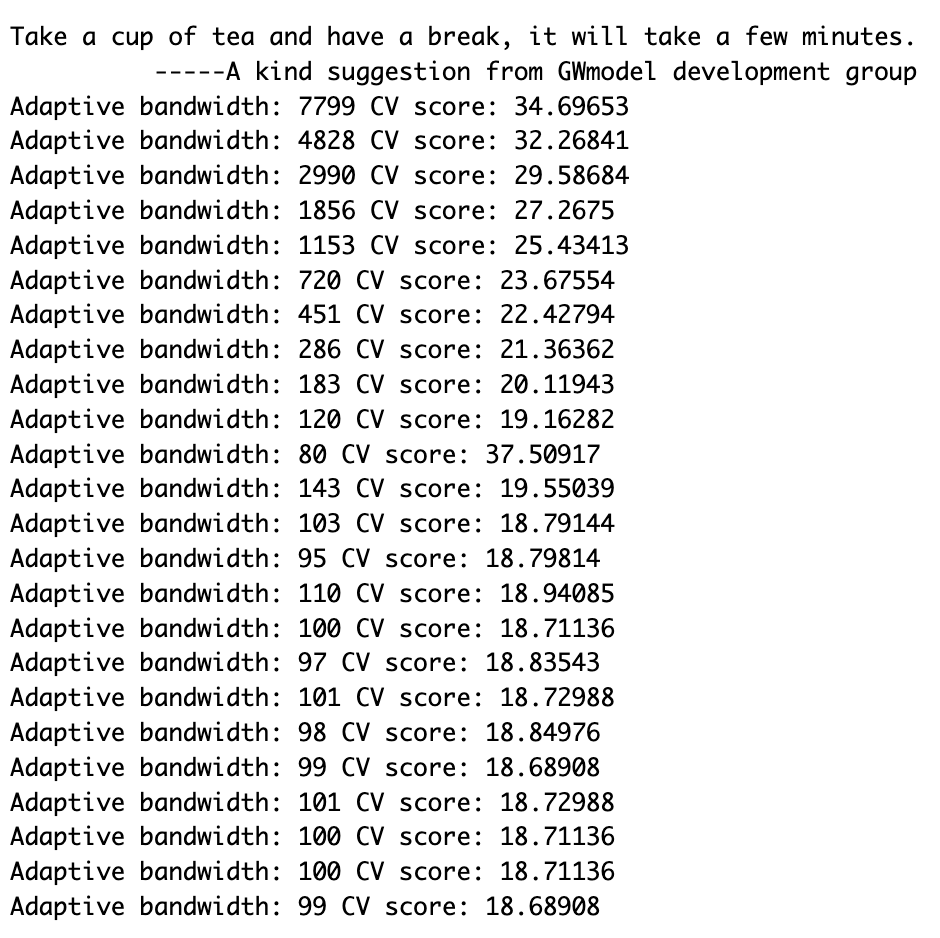 Take a cup of tea and have a break, it will take a few minutes.
-----A kind suggestion from GWmodel development group
Adaptive bandwidth: 7799 CV score: 34.69653
Adaptive bandwidth: 4828 CV score: 32.26841
Adaptive bandwidth: 2990 CV score: 29.58684
Adaptive bandwidth: 1856 CV score: 27.2675
Adaptive bandwidth: 1153 CV score: 25.43413
Adaptive bandwidth: 720 CV score: 23.67554
Adaptive bandwidth: 451 CV score: 22.42794
Adaptive bandwidth: 286 CV score: 21.36362
Adaptive bandwidth: 183 CV score: 20.11943
Adaptive bandwidth: 120 CV score: 19.16282
Adaptive bandwidth: 80 CV score: 37.50917
Adaptive bandwidth: 143 CV score: 19.55039
Adaptive bandwidth: 103 CV score: 18.79144
Adaptive bandwidth: 95 CV score: 18.79814
Adaptive bandwidth: 110 CV score: 18.94085
Adaptive bandwidth: 100 CV score: 18.71136
Adaptive bandwidth: 97 CV score: 18.83543
Adaptive bandwidth: 101 CV score: 18.72988
Adaptive bandwidth: 98 CV score: 18.84976
Adaptive bandwidth: 99 CV score: 18.68908
Adaptive bandwidth: 101 CV score: 18.72988
Adaptive bandwidth: 100 CV score: 18.71136
Adaptive bandwidth: 100 CV score: 18.71136
Adaptive bandwidth: 99 CV score: 18.68908